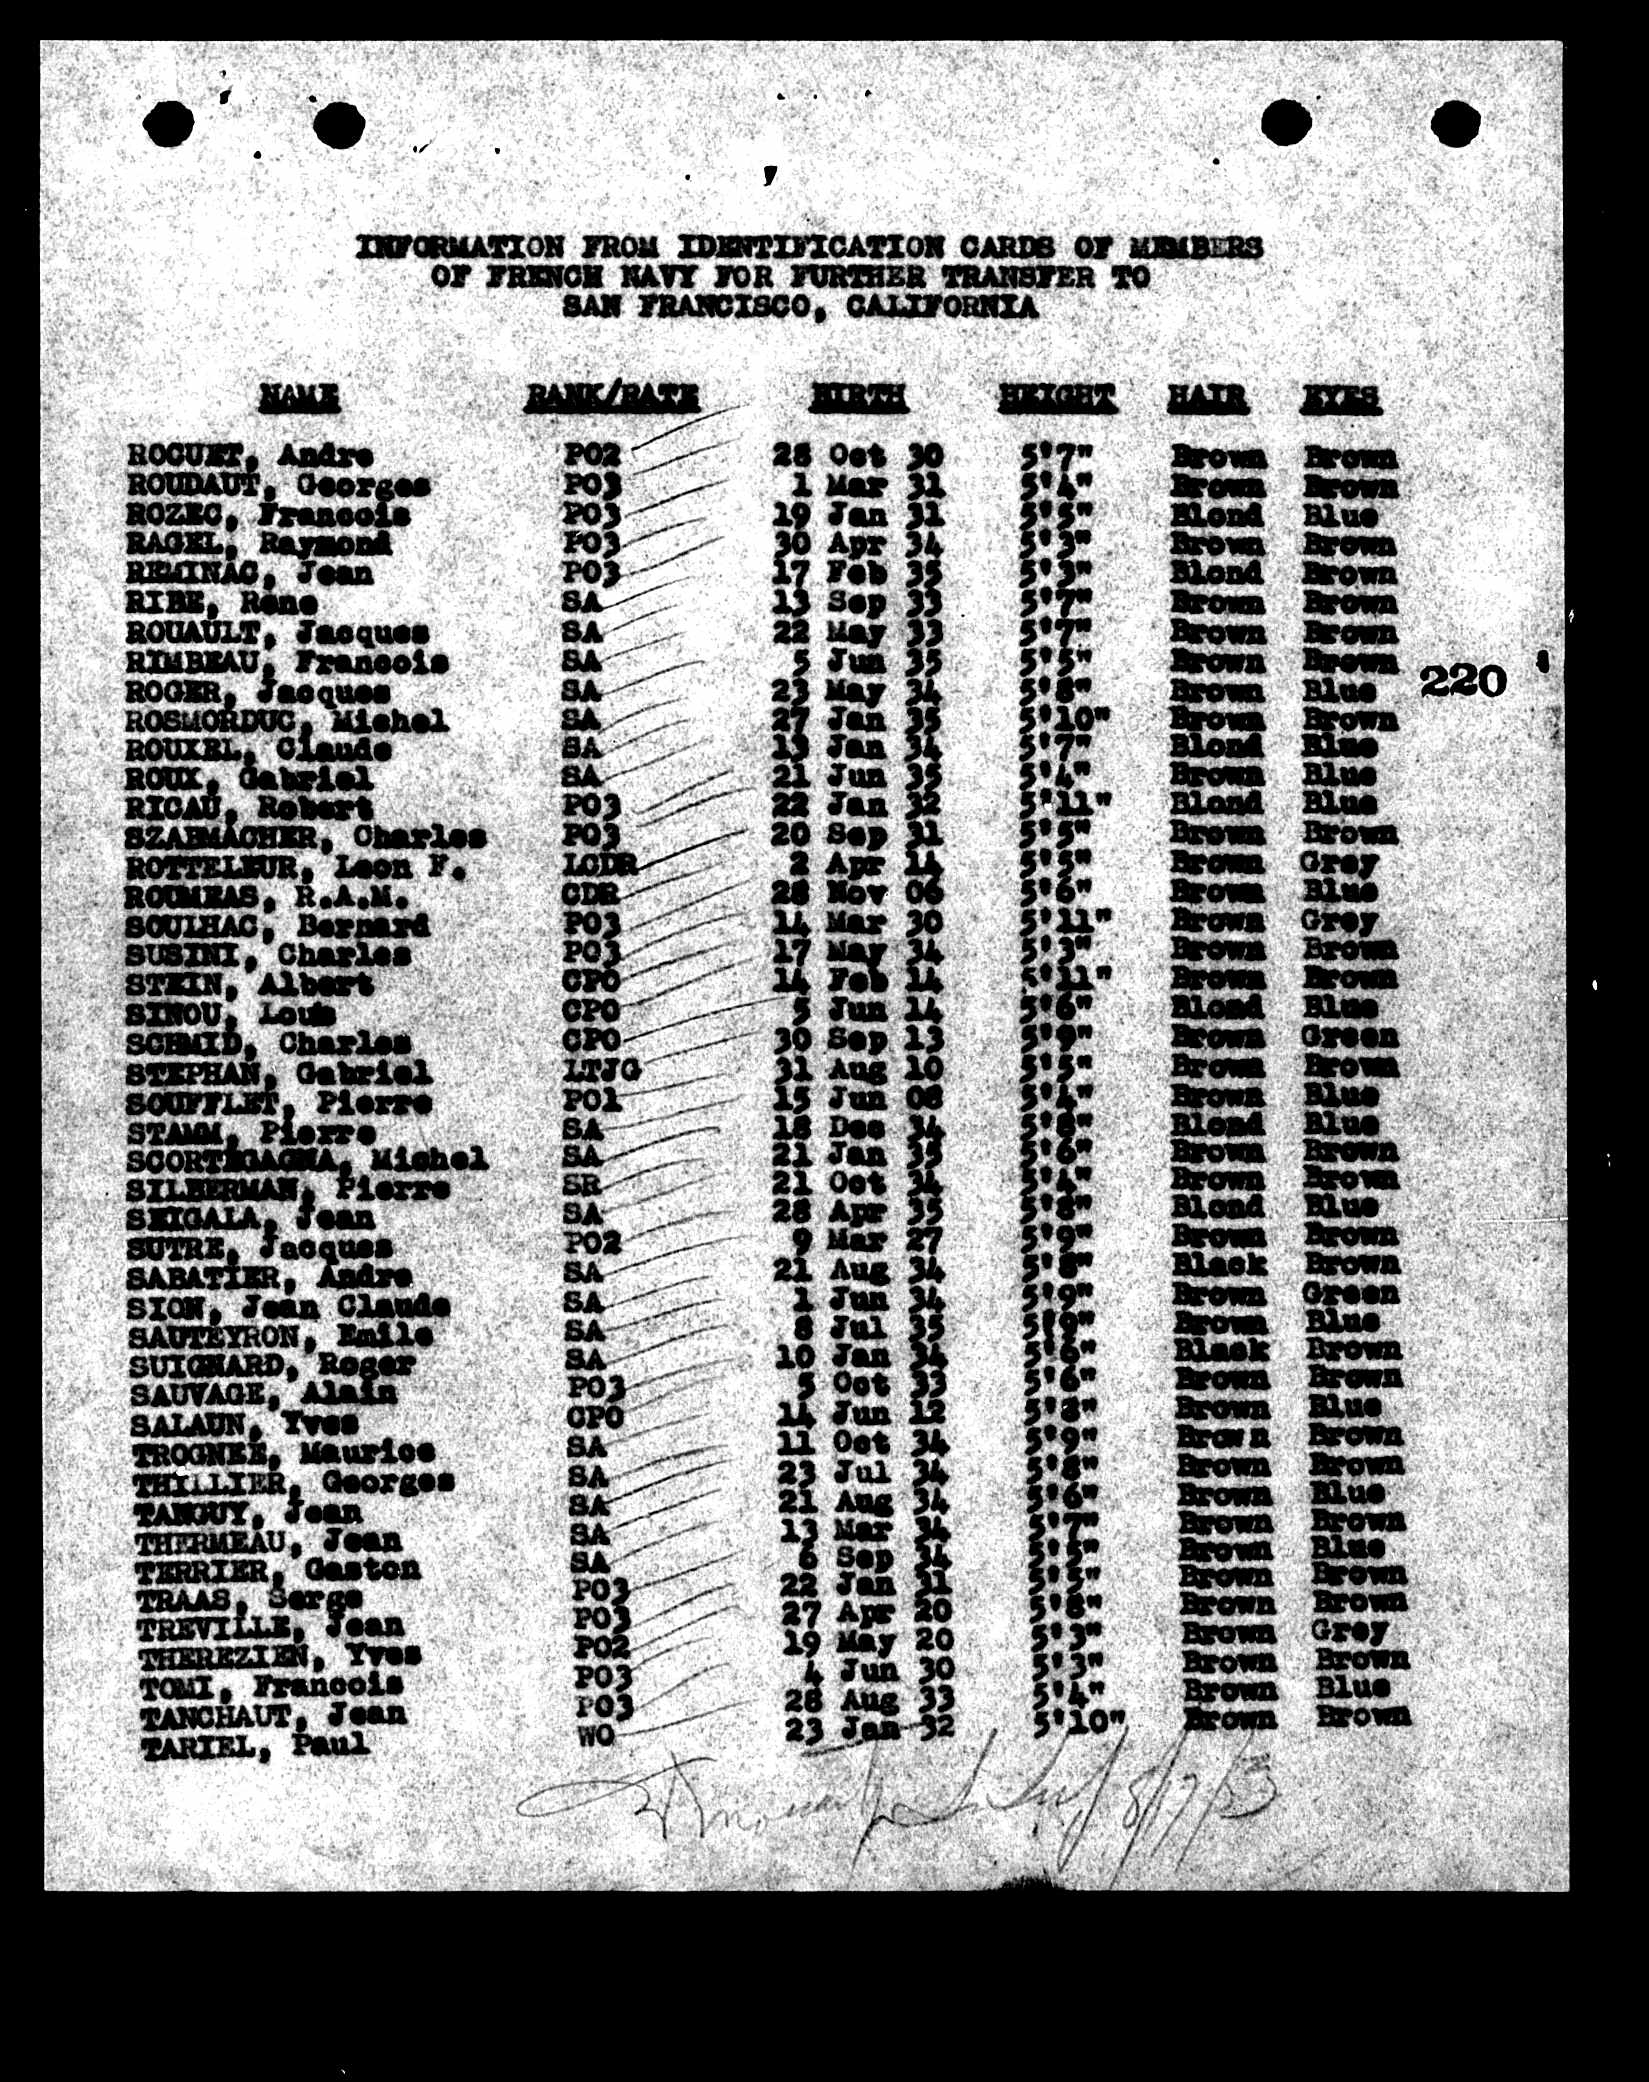 INFORMATION FROM IDENTIFICATION CARDS OF MEMBERS
OF FRENCH NAVY FOR FURTHER TRANSFER TO
SAN FRANCISCO, CALIFORNIA
NAME RANK/RATE BIRTH HEIGHT HAIR EYES
ROCUET, Andre PO2 28 Oct 30 5'7" Brown Brown
ROUDAUT, Georges PO3 1 Mar 31 5'4" Brown Brown
ROZEC, Francois PO3 19 Jan 31 5'5" Blond Blue
RAGEL, Raymond PO3 30 Apr 34 5'3" Brown Brown
REMINAC, Jean PO3 17 Feb 35 5'3" Blond Brown
RIBE, Rene SA 13 Sep 33 5'7" Brown Brown
ROUAULT, Jacques SA 22 May 33 5'7" Brown Brown
RIMBEAU, Francois SA 5 Jun 35 5'5" Brown Brown
220
ROGER, Jacques SA 23 May 34 5'8" Brown Blue
ROSMORDUC, Michel SA 27 Jan 35 5'10" Brown Brown
ROUXEL, Claude SA 13 Jan 34 5'7" Blond Blue
ROUX, Gabriel SA 21 Jun 35 5'4" Brown Blue
RICAU, Robert PO3 22 Jan 32 5'11" Blond Blue
SZABMACHER, Charles PO3 20 Sep 31 5'5" Brown Brown
ROTTELEUR, Leon F. LCDR 2 Apr 14 5'5" Brown Grey
ROUMEAS, R.A.M. CDR 28 Nov 06 5'6" Brown Blue
SOULHAC, Bernard PO3 14 Mar 30 5'11" Brown Grey
SUSINI, Charles PO3 17 May 34 5'3" Brown Brown
STEIN, Albert CPO 14 Feb 14 5'11" Brown Brown
SINOU, Louis CPO 5 Jun 14 5'6" Blond Blue
SCHMID, Charles CPO 30 Sep 13 5'9" Brown Green
STEPHAN, Gabriel LTJG 31 Aug 10 5'5" Brown Brown
SOUFFLET, Pierre PO1 15 Jun 08 5'4" Brown Blue
STAMM, Pierre SA 18 Dec 34 5'8" Blond Blue
SCORTEGAGNA, Michel SA 21 Jan 35 5'6" Brown Brown
SILBERMAN, Pierre SR 21 Oct 34 5'4" Brown Brown
SEIGALA, Jean SA 28 Apr 35 5'8" Blond Blue
SUTRE, Jacques PO2 9 Mar 27 5'9" Brown Brown
SABATIER, Andre SA 21 Aug 34 5'8" Black Brown
SION, Jean Claude SA 1 Jun 34 5'9" Brown Green
SAUTEYRON, Emile SA 8 Jul 35 5'9" Brown Blue
SUIGNARD, Roger SA 10 Jan 34 5'6" Black Brown
SAUVAGE, Alain PO3 5 Oct 33 5'6" Brown Brown
SALAUN, Yves CPO 14 Jun 12 5'8" Brown Blue
TROGNEE, Maurice SA 11 Oct 34 5'9" Brown Brown
THILLIER, Georges SA 23 Jul 34 5'8" Brown Brown
TANGUY, Jean SA 21 Aug 34 5'6" Brown Blue
THERMEAU, Jean SA 13 Mar 34 5'7" Brown Brown
TERRIER, Gaston SA 6 Sep 34 5'5" Brown Blue
TRAAS, Serge PO3 22 Jan 31 5'5" Brown Brown
TREVILLE, Jean PO3 27 Apr 20 5'8" Brown Brown
THEREZIEN, Yves PO2 19 May 20 5'3" Brown Grey
TOMI, Francois PO3 4 Jun 30 5'3" Brown Brown
TANCHAUT, Jean PO3 28 Aug 33 5'4" Brown Blue
TARIEL, Paul WO 23 Jan 32 5'10" Brown Brown
8/17/53